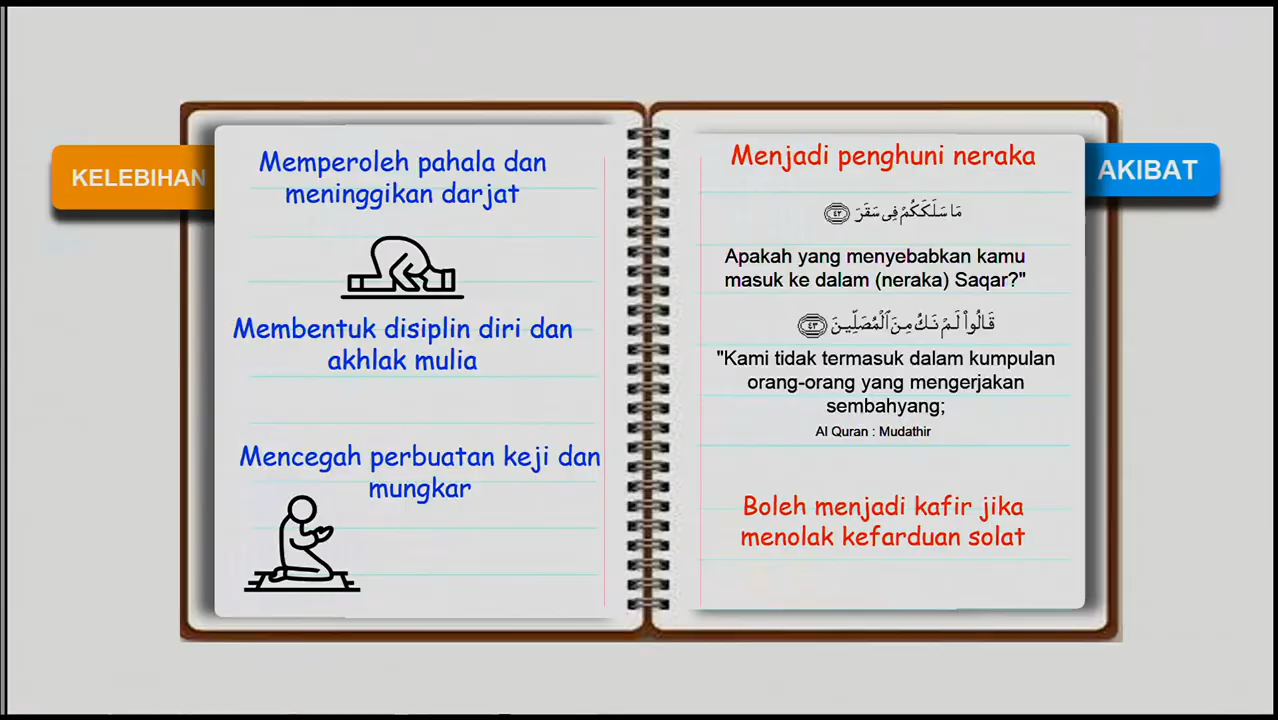 KELEBIHAN
Memperoleh pahala dan
meninggikan darjat
Membentuk disiplin diri dan
akhlak mulia
Mencegah perbuatan keji dan
mungkar
AKIBAT
Menjadi penghuni neraka
مَا سَلَكَكُمْ فِى سَقَرَ ٤٢
Apakah yang menyebabkan kamu
masuk ke dalam (neraka) Saqar?"
قَالُوا۟ لَمْ نَكُ مِنَ ٱلْمُصَلِّينَ ٤٣
"Kami tidak termasuk dalam kumpulan
orang-orang yang mengerjakan
sembahyang;
Al Quran : Mudathir
Boleh menjadi kafir jika
menolak kefarduan solat